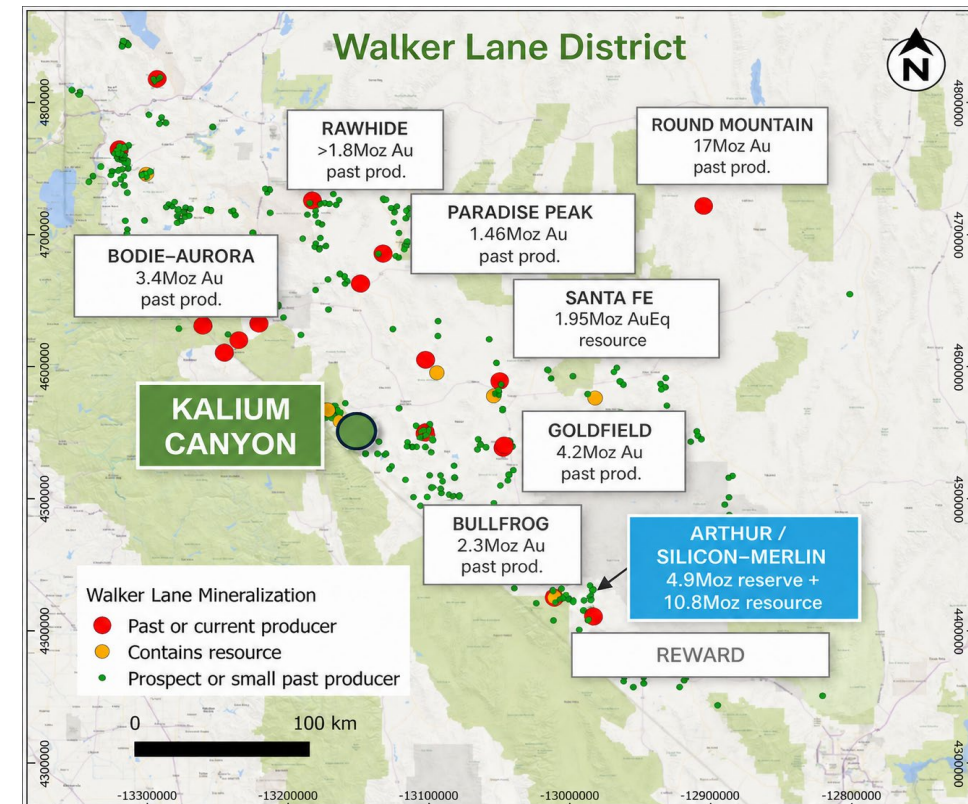 Walker Lane District
N
RAWHIDE
>1.8Moz Au
past prod.
ROUND MOUNTAIN
17Moz Au
past prod.
PARADISE PEAK
1.46Moz Au
past prod.
BODIE–AURORA
3.4Moz Au
past prod.
SANTA FE
1.95Moz AuEq
resource
KALIUM
CANYON
GOLDFIELD
4.2Moz Au
past prod.
BULLFROG
2.3Moz Au
past prod.
ARTHUR /
SILICON–MERLIN
4.9Moz reserve +
10.8Moz resource
REWARD
Walker Lane Mineralization
Past or current producer
Contains resource
Prospect or small past producer
0 100 km
4800000
4700000
4600000
4300000
4400000
4300000
4800000
4700000
4600000
4500000
4400000
4300000
-13300000 -13200000 -13100000 -13000000 -12900000 -12800000